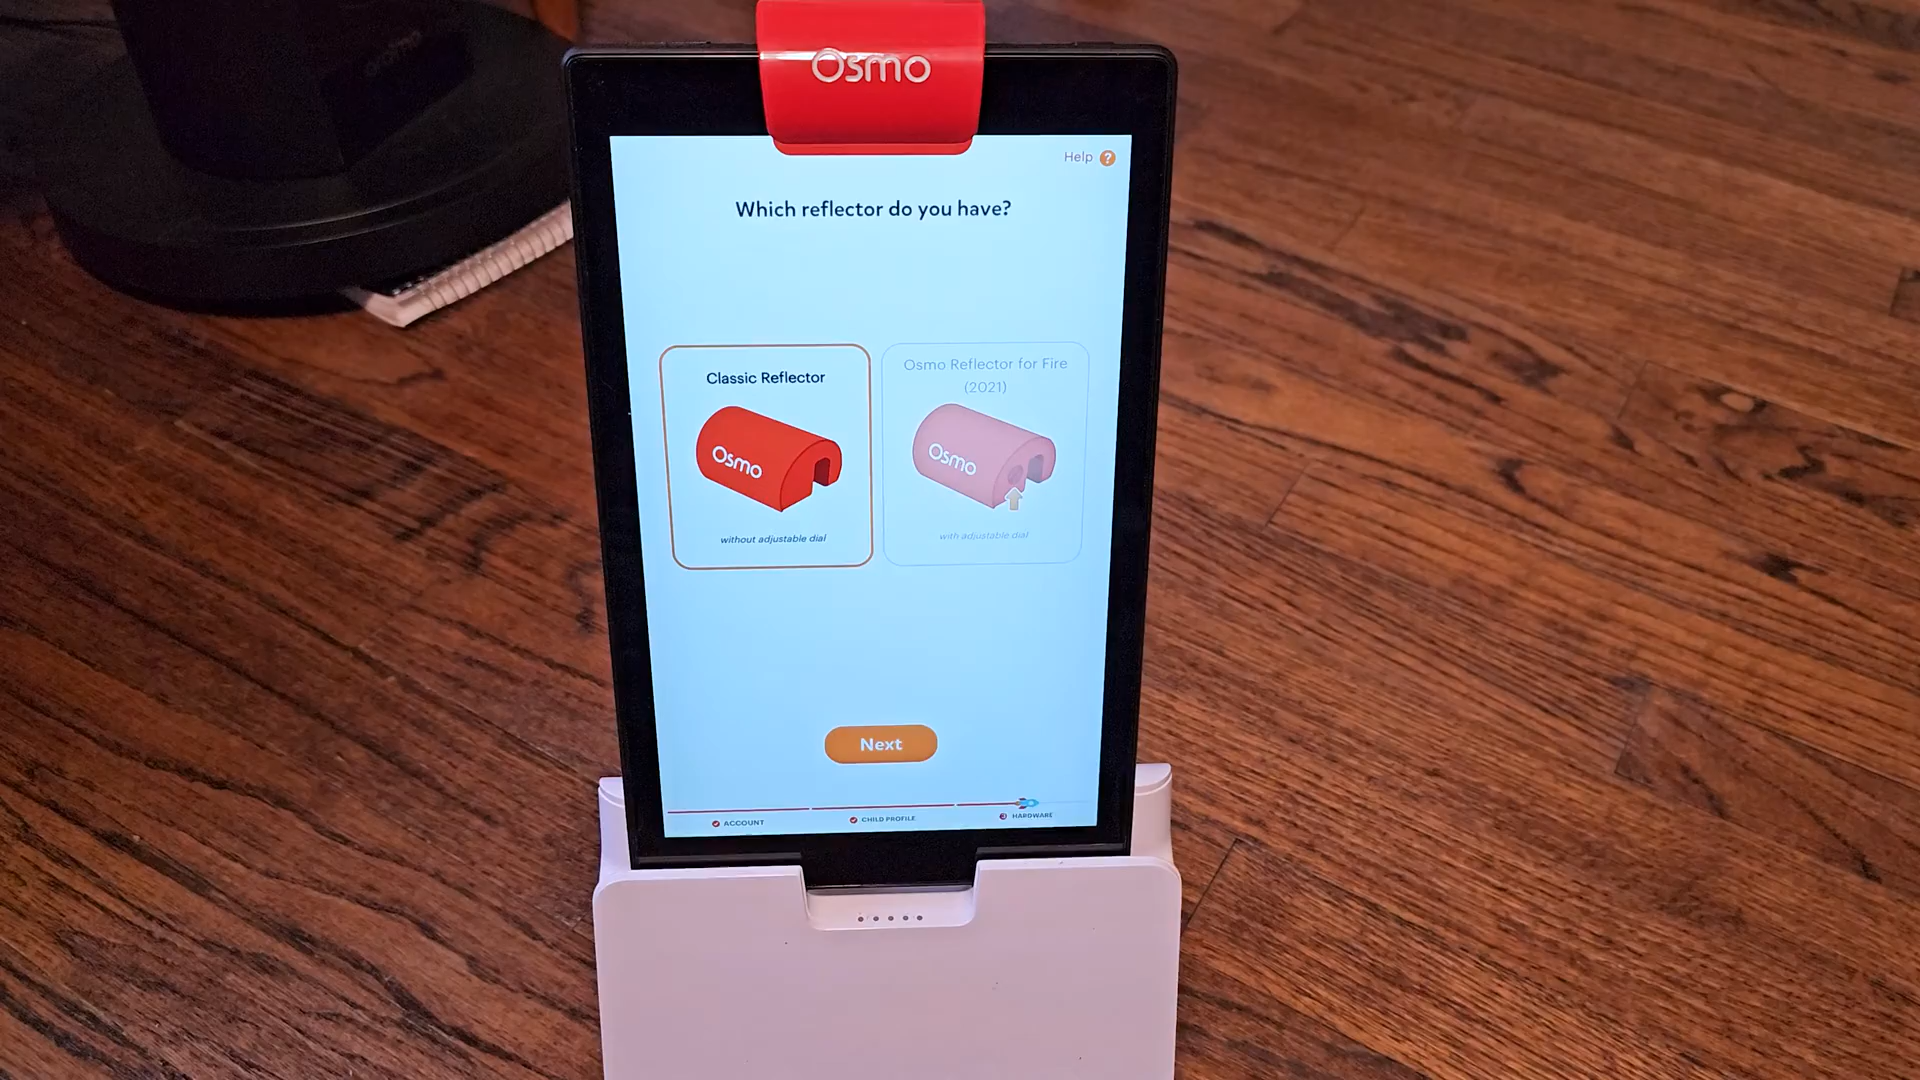 Osmo
Help ?
Which reflector do you have?
Classic Reflector
Osmo
without adjustable dial
Osmo Reflector for Fire
(2021)
Osmo
with adjustable dial
Next
ACCOUNT
CHILD PROFILE
3 HARDWARE